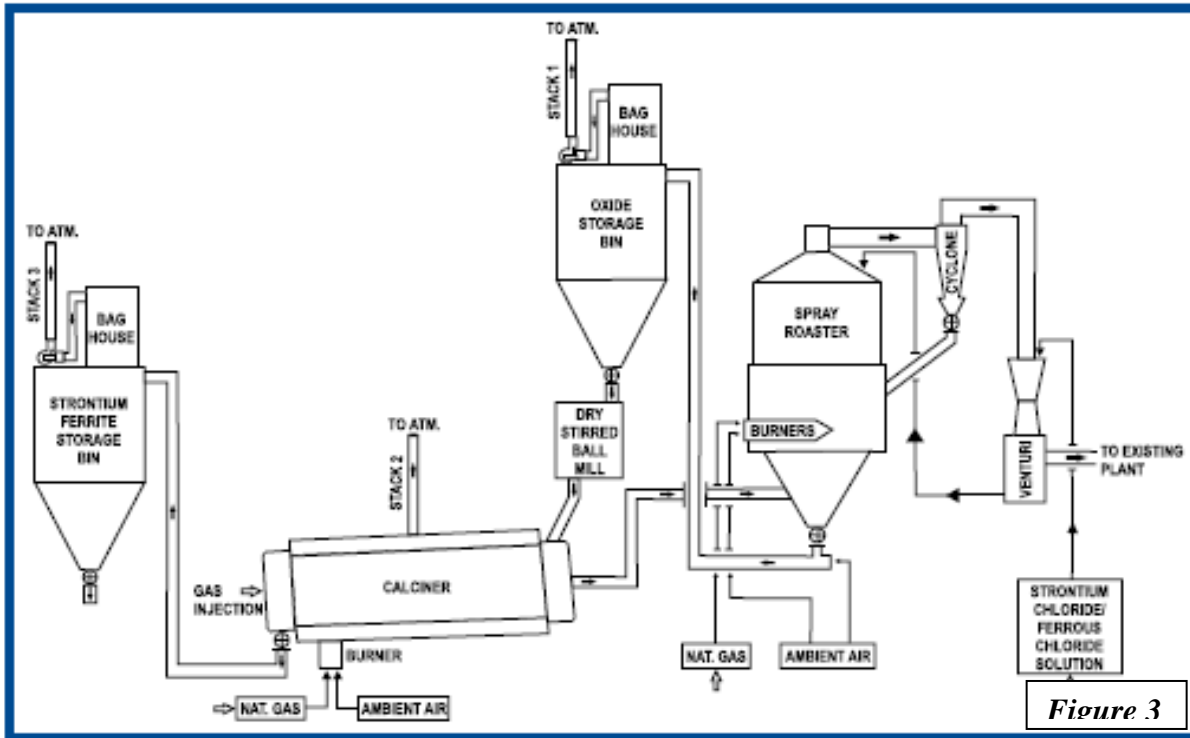 TO ATM.
STACK 1
BAG
HOUSE
OXIDE
STORAGE
BIN
TO ATM.
STACK 3
BAG
HOUSE
STRONTIUM
FERRITE
STORAGE
BIN
CYCLONE
SPRAY
ROASTER
BURNERS
DRY
STIRRED
BALL
MILL
TO ATM.
STACK 2
VENTURI
TO EXISTING
PLANT
GAS
INJECTION
CALCINER
BURNER
NAT. GAS
AMBIENT AIR
NAT. GAS
AMBIENT AIR
STRONTIUM
CHLORIDE/
FERROUS
CHLORIDE
SOLUTION
Figure 3